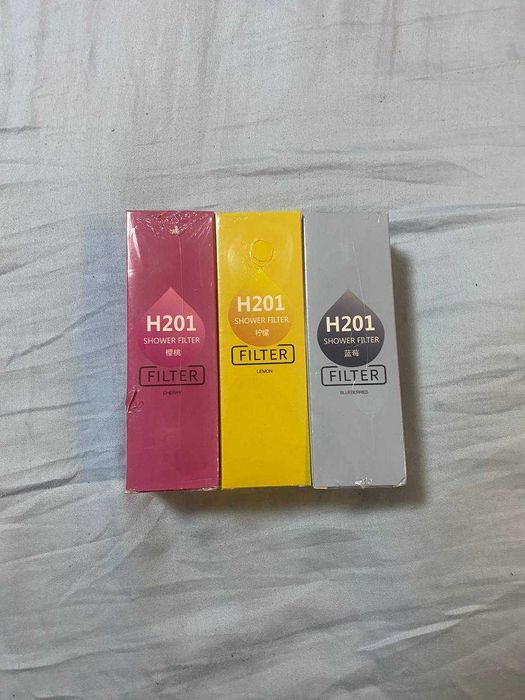 H201
SHOWER FILTER
樱桃
FILTER
CHERRY
H201
SHOWER FILTER
柠檬
FILTER
LEMON
H201
SHOWER FILTER
蓝莓
FILTER
BLUEBERRIES